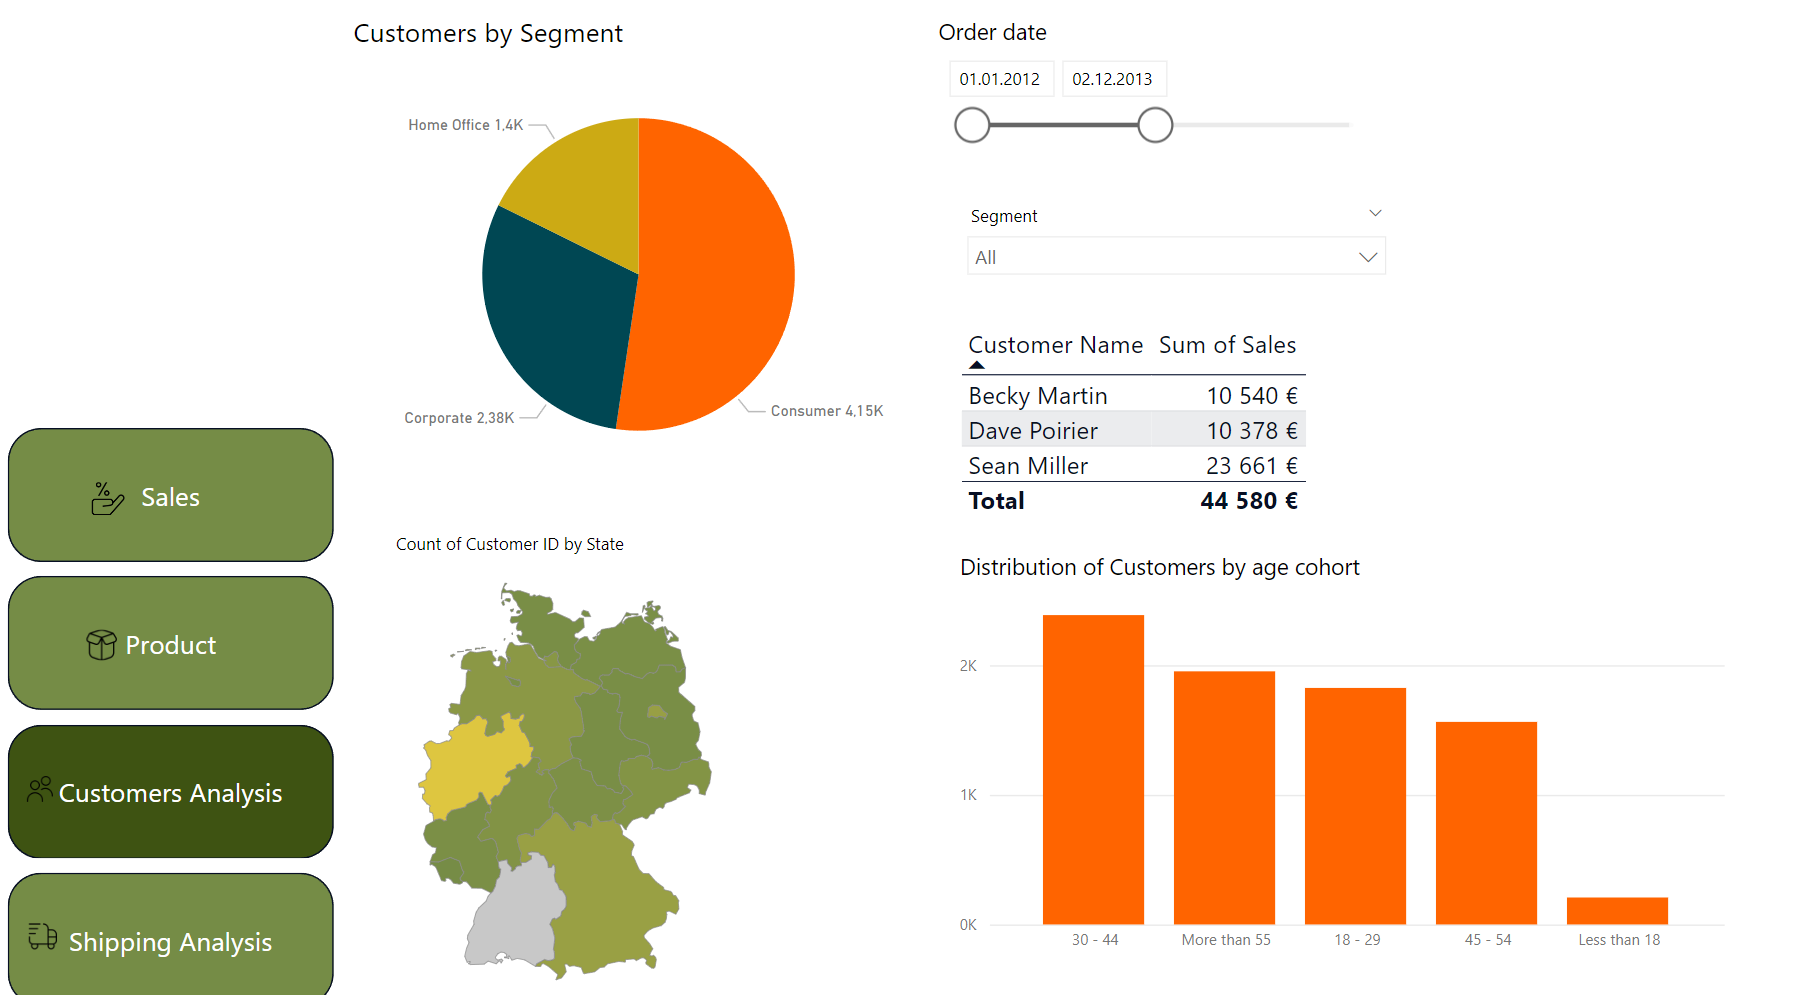 Customers by Segment
Home Office 1,4K
Corporate 2,38K
Consumer 4,15K
Order date
01.01.2012 02.12.2013
Segment
All
Customer Name Sum of Sales
Becky Martin 10 540 €
Dave Poirier 10 378 €
Sean Miller 23 661 €
Total 44 580 €
Sales
Product
Customers Analysis
Shipping Analysis
Count of Customer ID by State
Distribution of Customers by age cohort
2K
1K
0K
30 - 44 More than 55 18 - 29 45 - 54 Less than 18